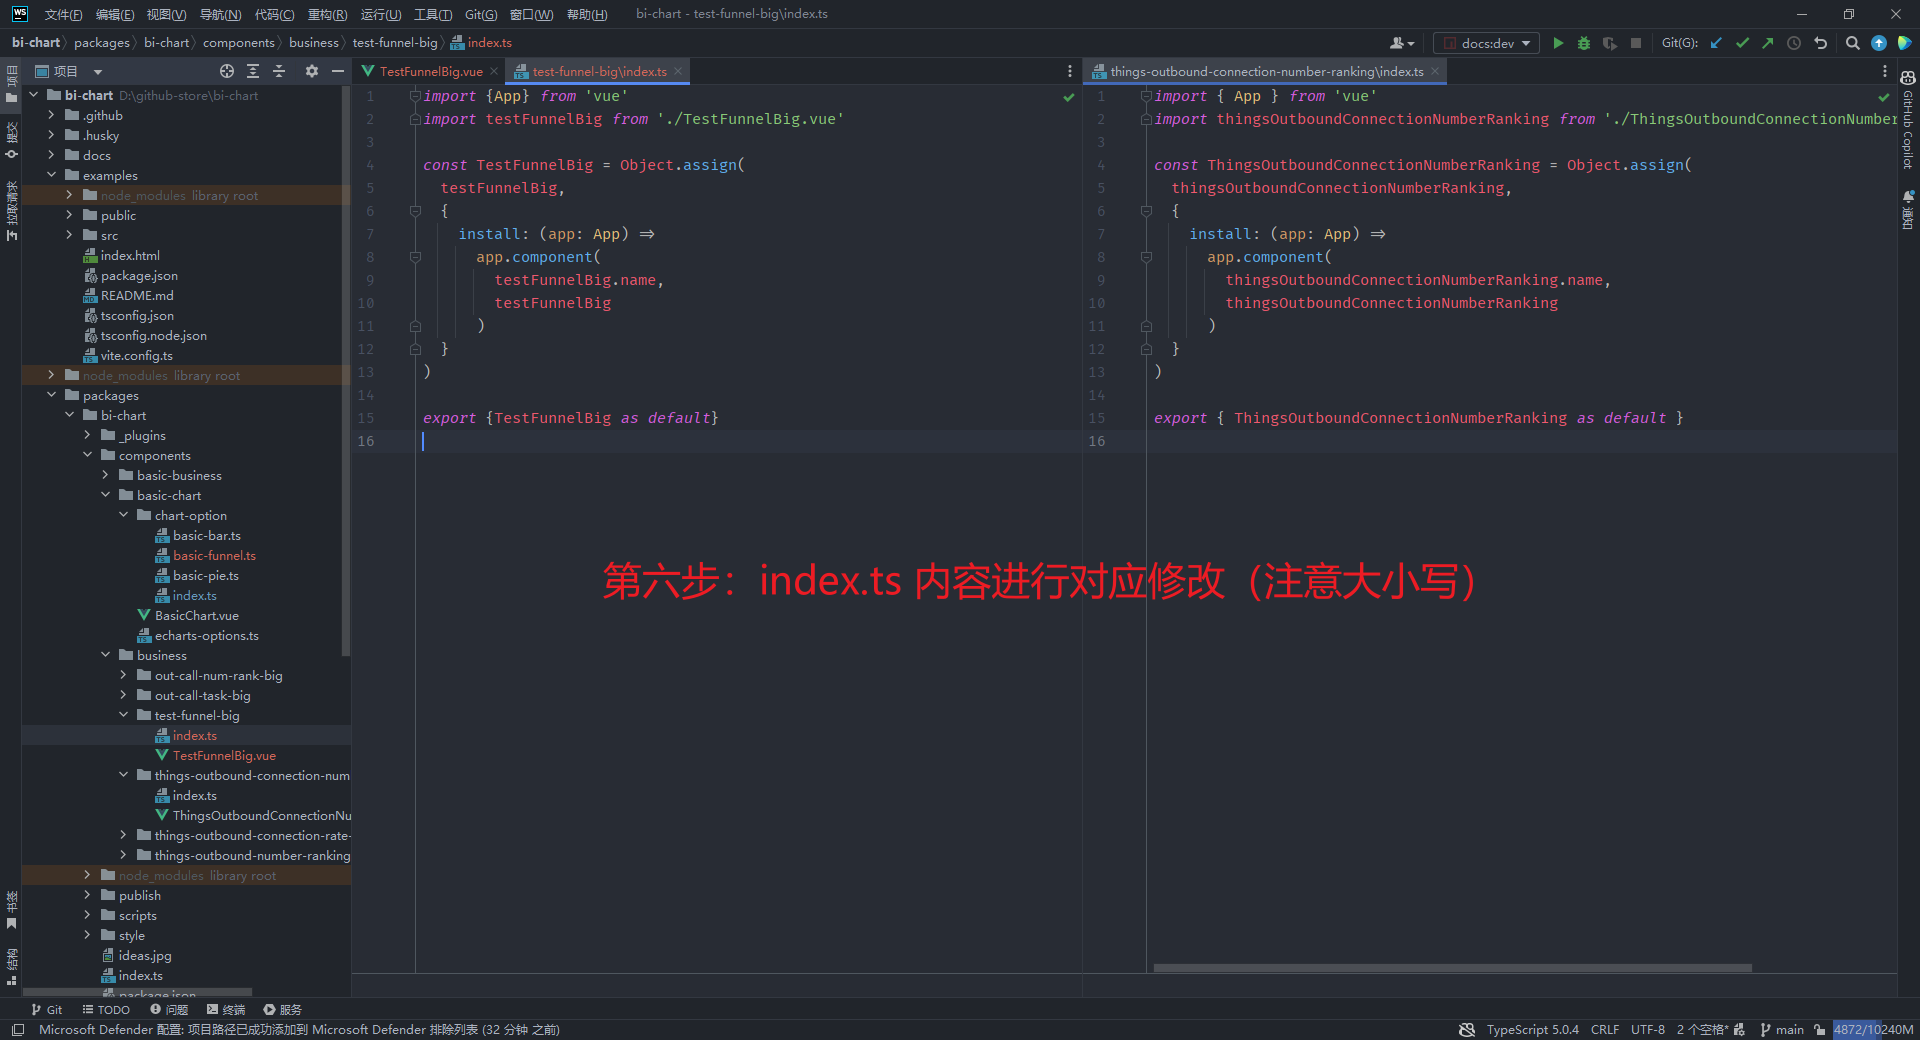 WS 文件(F) 编辑(E) 视图(V) 导航(N) 代码(C) 重构(R) 运行(U) 工具(T) Git(G) 窗口(W) 帮助(H) bi-chart - test-funnel-big\index.ts
bi-chart packages bi-chart components business test-funnel-big index.ts docs:dev Git(G):
项目
TestFunnelBig.vue test-funnel-big\index.ts things-outbound-connection-number-ranking\index.ts
项目
提交
拉取请求
书签
结构
bi-chart D:\github-store\bi-chart
.github
.husky
docs
examples
node_modules library root
public
src
index.html
package.json
README.md
tsconfig.json
tsconfig.node.json
vite.config.ts
node_modules library root
packages
bi-chart
_plugins
components
basic-business
basic-chart
chart-option
basic-bar.ts
basic-funnel.ts
basic-pie.ts
index.ts
BasicChart.vue
echarts-options.ts
business
out-call-num-rank-big
out-call-task-big
test-funnel-big
index.ts
TestFunnelBig.vue
things-outbound-connection-num
index.ts
ThingsOutboundConnectionNu
things-outbound-connection-rate-
things-outbound-number-ranking
node_modules library root
publish
scripts
style
ideas.jpg
index.ts
package.json
1 import {App} from 'vue'
2 import testFunnelBig from './TestFunnelBig.vue'
3
4 const TestFunnelBig = Object.assign(
5 testFunnelBig,
6 {
7 install: (app: App) ⇒
8 app.component(
9 testFunnelBig.name,
10 testFunnelBig
11 )
12 }
13 )
14
15 export {TestFunnelBig as default}
16
1 import { App } from 'vue'
2 import thingsOutboundConnectionNumberRanking from './ThingsOutboundConnectionNumber
3
4 const ThingsOutboundConnectionNumberRanking = Object.assign(
5 thingsOutboundConnectionNumberRanking,
6 {
7 install: (app: App) ⇒
8 app.component(
9 thingsOutboundConnectionNumberRanking.name,
10 thingsOutboundConnectionNumberRanking
11 )
12 }
13 )
14
15 export { ThingsOutboundConnectionNumberRanking as default }
16
第六步：index.ts 内容进行对应修改（注意大小写）
GitHub Copilot
通知
Git TODO 问题 终端 服务
Microsoft Defender 配置: 项目路径已成功添加到 Microsoft Defender 排除列表 (32 分钟 之前) TypeScript 5.0.4 CRLF UTF-8 2 个空格* main 4872/10240M